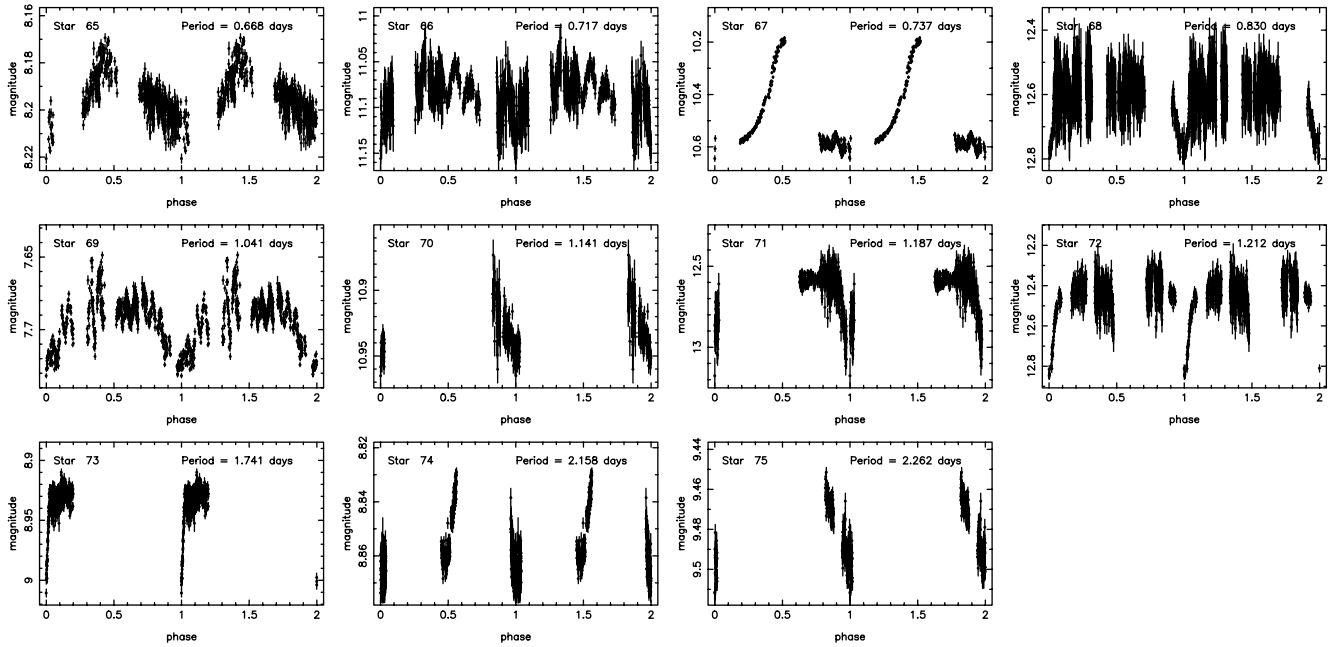 Star 65 Period = 0.668 days
8.16
8.18
8.2
8.22
magnitude
0 0.5 1 1.5 2
phase
Star 66 Period = 0.717 days
11
11.05
11.1
11.15
magnitude
0 0.5 1 1.5 2
phase
Star 67 Period = 0.737 days
10.2
10.4
10.6
magnitude
0 0.5 1 1.5 2
phase
Star 68 Period = 0.830 days
12.4
12.6
12.8
magnitude
0 0.5 1 1.5 2
phase
Star 69 Period = 1.041 days
7.65
7.7
magnitude
0 0.5 1 1.5 2
phase
Star 70 Period = 1.141 days
10.9
10.95
magnitude
0 0.5 1 1.5 2
phase
Star 71 Period = 1.187 days
12.5
13
magnitude
0 0.5 1 1.5 2
phase
Star 72 Period = 1.212 days
12.2
12.4
12.6
12.8
magnitude
0 0.5 1 1.5 2
phase
Star 73 Period = 1.741 days
8.9
8.95
9
magnitude
0 0.5 1 1.5 2
phase
Star 74 Period = 2.158 days
8.82
8.84
8.86
magnitude
0 0.5 1 1.5 2
phase
Star 75 Period = 2.262 days
9.44
9.46
9.48
9.5
magnitude
0 0.5 1 1.5 2
phase